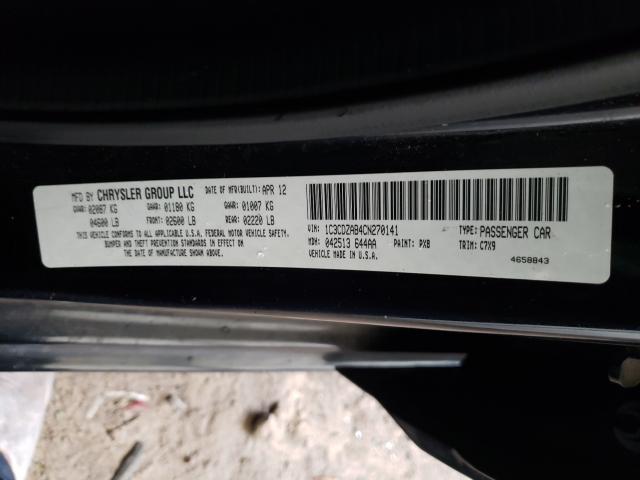 MFD BY CHRYSLER GROUP LLC DATE OF MFR(BUILT): APR 12
GVWR: 02087 KG GAWR: 01180 KG GAWR: 01007 KG
04600 LB FRONT: 02600 LB REAR: 02220 LB
THIS VEHICLE CONFORMS TO ALL APPLICABLE U.S.A. FEDERAL MOTOR VEHICLE SAFETY,
BUMPER AND THEFT PREVENTION STANDARDS IN EFFECT ON
THE DATE OF MANUFACTURE SHOWN ABOVE.
VIN: 1C3CDZAB4CN270141 TYPE: PASSENGER CAR
MDH: 042513 644AA PAINT: PX8 TRIM: C7X9
VEHICLE MADE IN U.S.A. 4658843